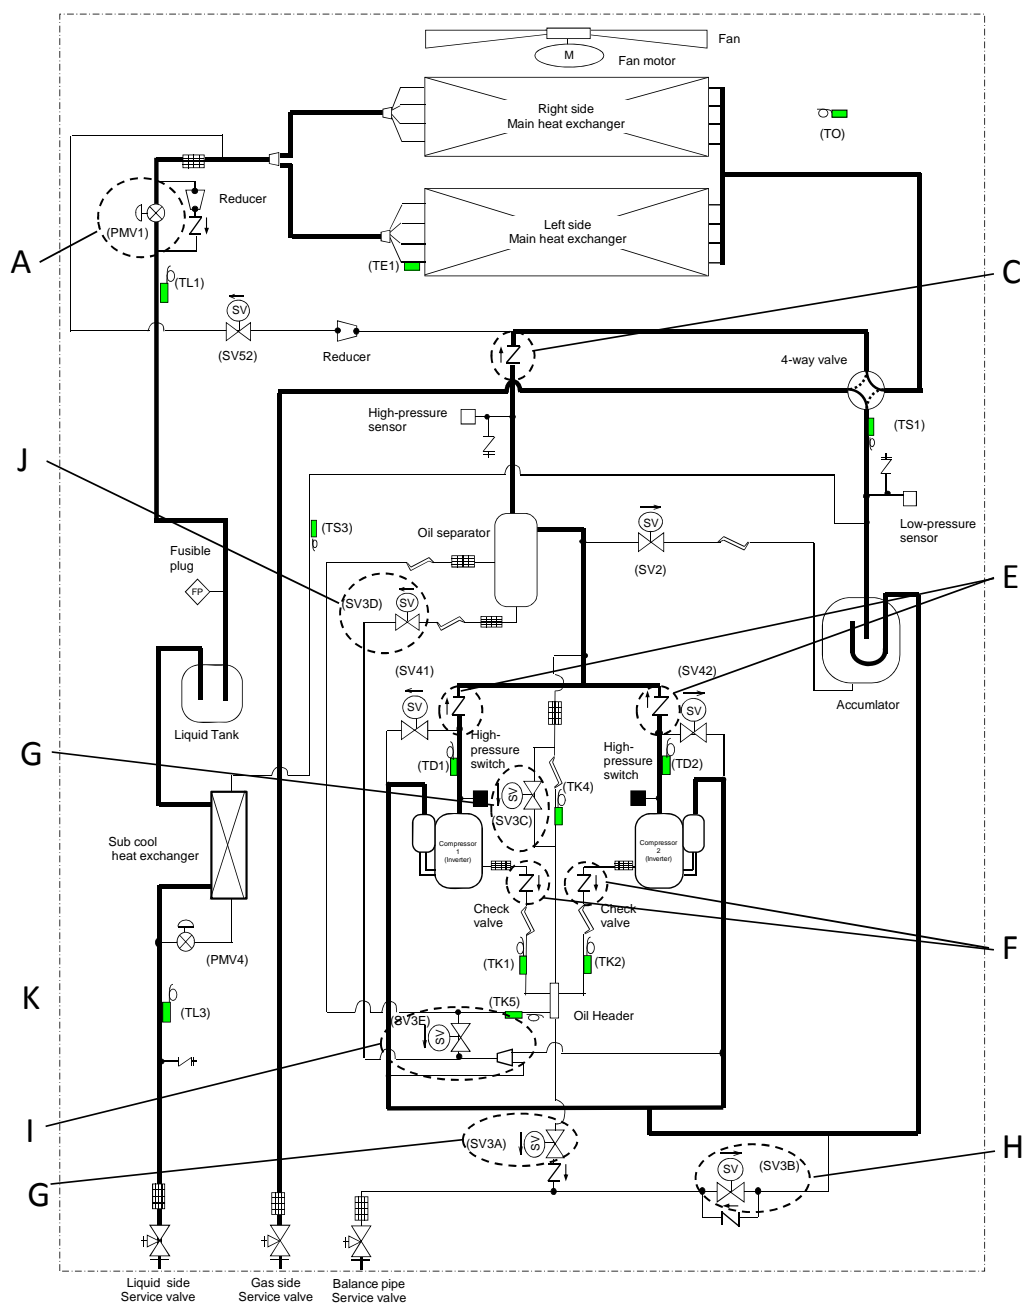 Fan
M
Fan motor
Right side
Main heat exchanger
(TO)
Reducer
Left side
Main heat exchanger
(PMV1)
A
(TE1)
C
(TL1)
SV
(SV52)
Reducer
4-way valve
High-pressure
sensor
(TS1)
J
(TS3)
Oil separator
SV
Low-pressure
sensor
Fusible
plug
(SV2)
FP
(SV3D)
SV
E
(SV41)
(SV42)
SV
SV
Accumlator
Liquid Tank
High-
pressure
switch
High-
pressure
switch
G
(TD1)
(TD2)
SV
(TK4)
(SV3C)
Sub cool
heat exchanger
Compressor
1
(Inverter)
Compressor
2
(Inverter)
Check
valve
Check
valve
F
(PMV4)
(TK1)
(TK2)
K
(TL3)
(TK5)
Oil Header
(SV3E)
SV
I
(SV3A)
SV
H
(SV3B)
SV
G
Liquid side
Service valve
Gas side
Service valve
Balance pipe
Service valve